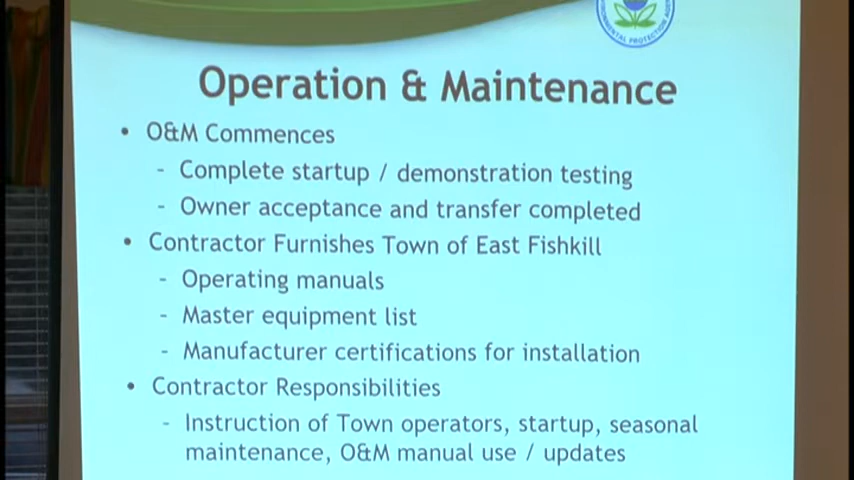 Operation & Maintenance
• O&M Commences
- Complete startup / demonstration testing
- Owner acceptance and transfer completed
• Contractor Furnishes Town of East Fishkill
- Operating manuals
- Master equipment list
- Manufacturer certifications for installation
• Contractor Responsibilities
- Instruction of Town operators, startup, seasonal
maintenance, O&M manual use / updates